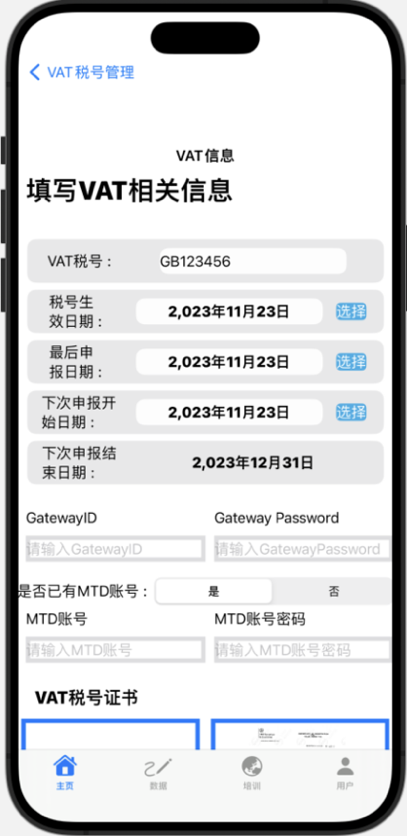 VAT税号管理
VAT信息
填写VAT相关信息
VAT税号： GB123456
税号生
效日期： 2,023年11月23日 选择
最后申
报日期： 2,023年11月23日 选择
下次申报开
始日期： 2,023年11月23日 选择
下次申报结
束日期： 2,023年12月31日
GatewayID Gateway Password
请输入GatewayID 请输入GatewayPassword
是否已有MTD账号： 是 否
MTD账号 MTD账号密码
请输入MTD账号 请输入MTD账号密码
VAT税号证书
主页 数据 培训 用户